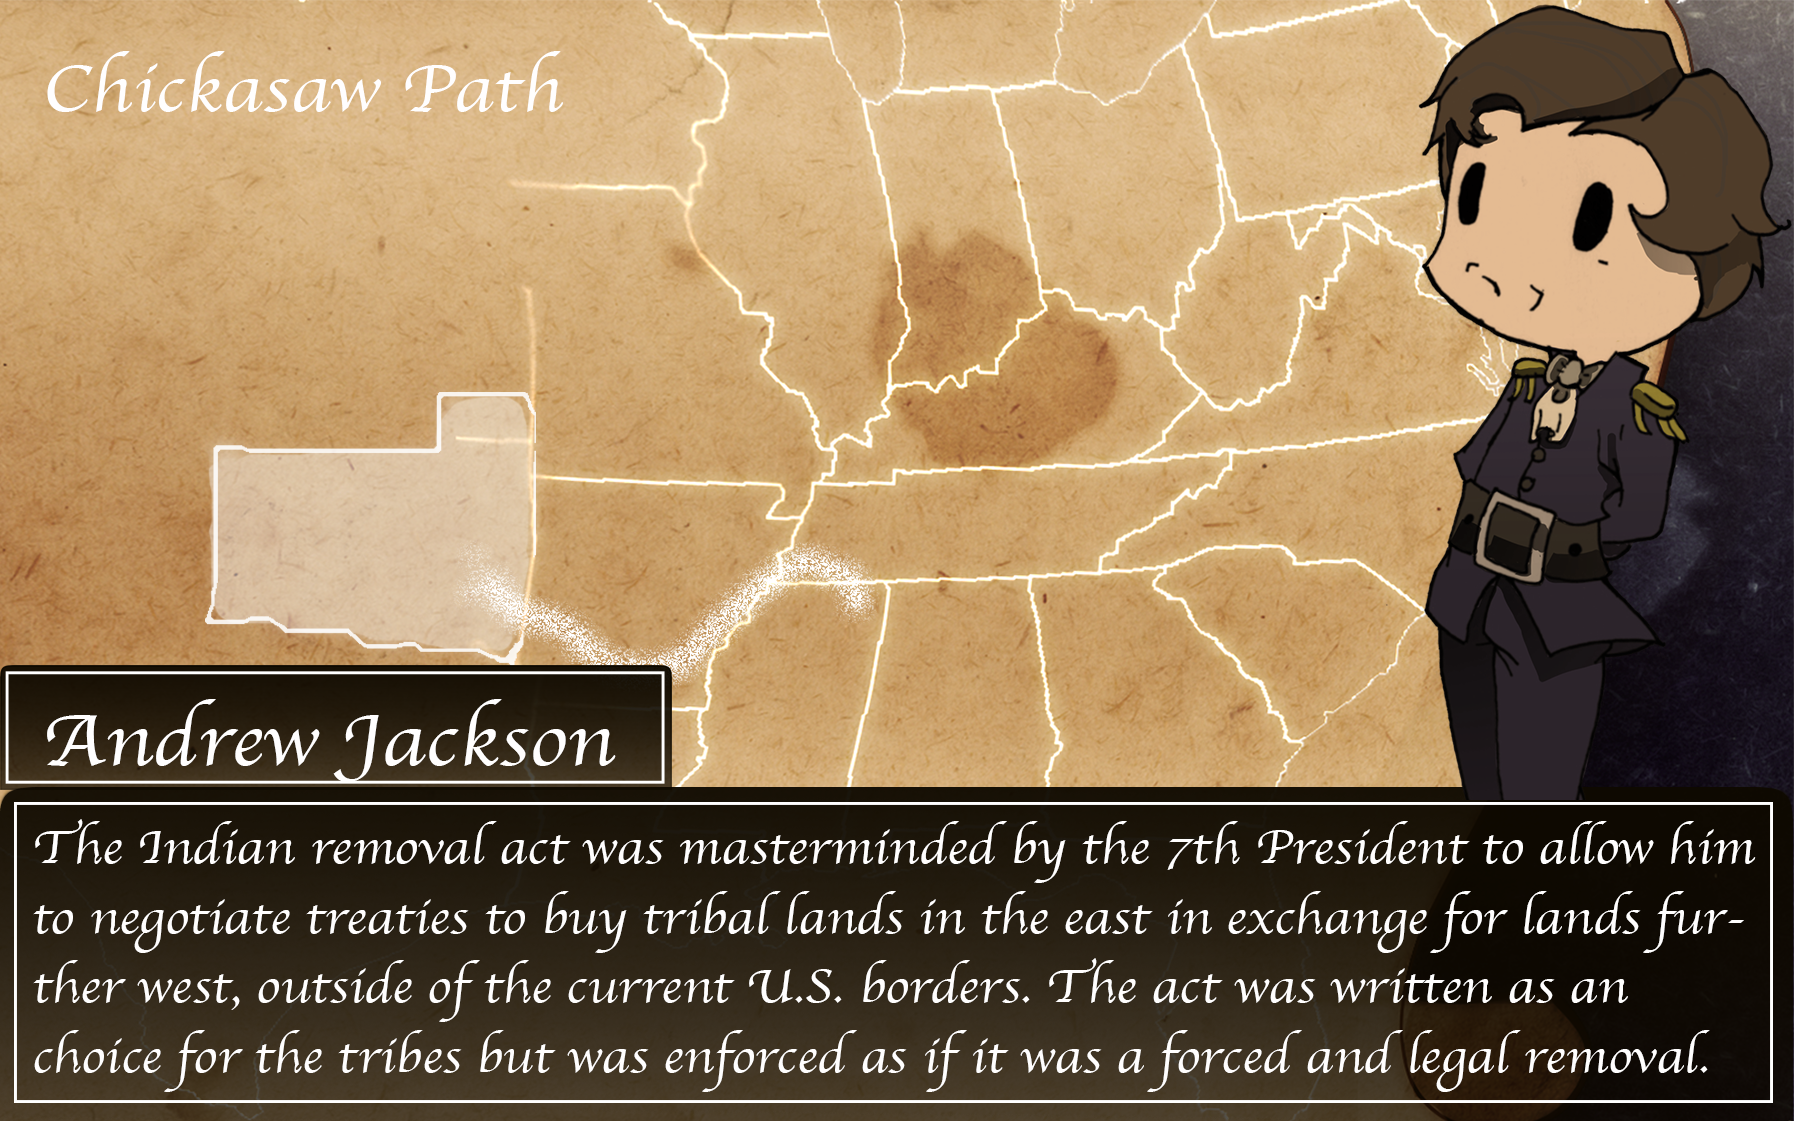 Chickasaw Path
Andrew Jackson
The Indian removal act was masterminded by the 7th President to allow him
to negotiate treaties to buy tribal lands in the east in exchange for lands fur-
ther west, outside of the current U.S. borders. The act was written as an
choice for the tribes but was enforced as if it was a forced and legal removal.